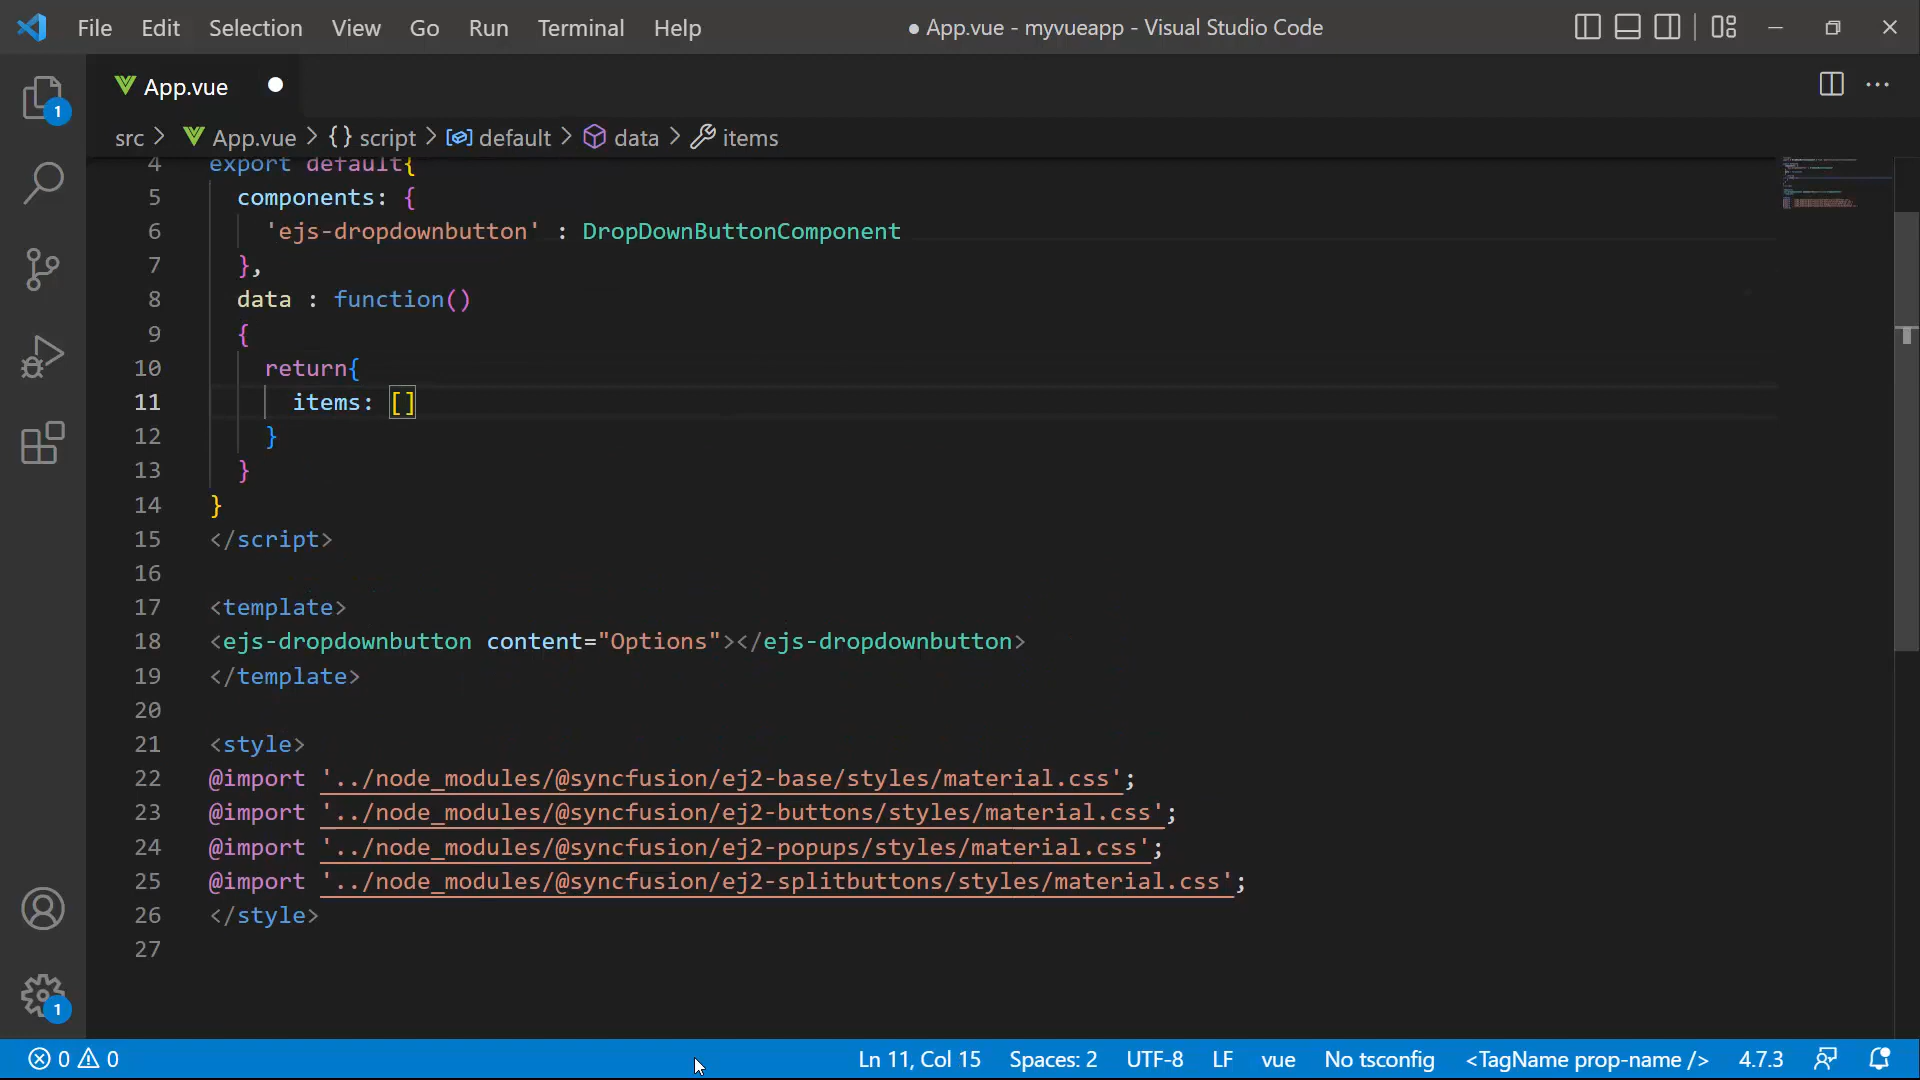 File Edit Selection View Go Run Terminal Help ● App.vue - myvueapp - Visual Studio Code
1
App.vue
src > App.vue > {} script > default > data > items
4 export default{
5 components: {
6 'ejs-dropdownbutton' : DropDownButtonComponent
7 },
8 data : function()
9 {
10 return{
11 items: []
12 }
13 }
14 }
15 </script>
16
17 <template>
18 <ejs-dropdownbutton content="Options"></ejs-dropdownbutton>
19 </template>
20
21 <style>
22 @import '../node_modules/@syncfusion/ej2-base/styles/material.css';
23 @import '../node_modules/@syncfusion/ej2-buttons/styles/material.css';
24 @import '../node_modules/@syncfusion/ej2-popups/styles/material.css';
25 @import '../node_modules/@syncfusion/ej2-splitbuttons/styles/material.css';
26 </style>
27
1
0 0 Ln 11, Col 15 Spaces: 2 UTF-8 LF vue No tsconfig <TagName prop-name /> 4.7.3